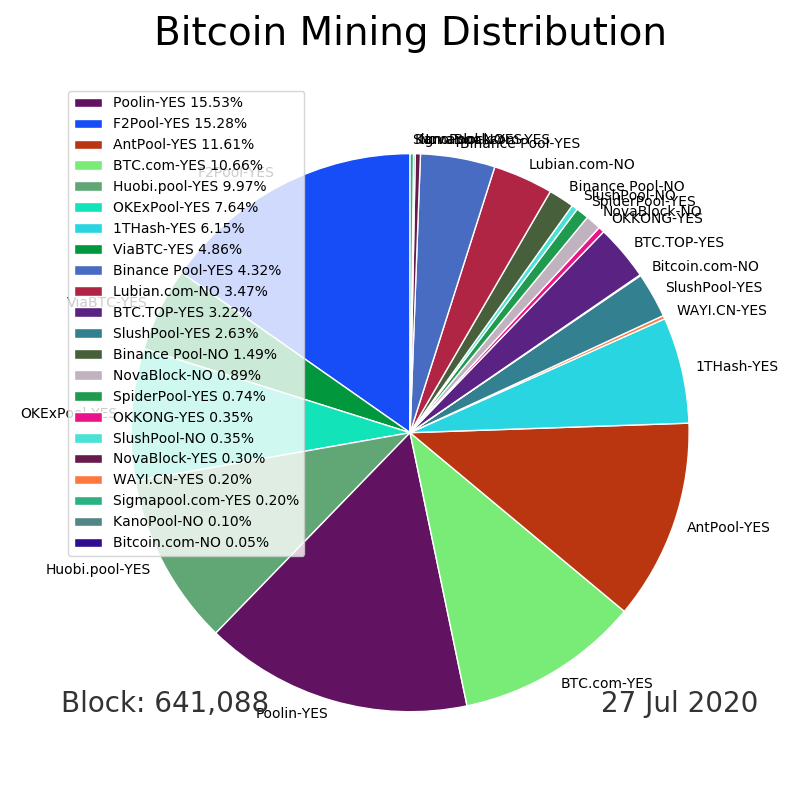 Bitcoin Mining Distribution
Poolin-YES 15.53%
F2Pool-YES 15.28%
AntPool-YES 11.61%
BTC.com-YES 10.66%
Huobi.pool-YES 9.97%
OKExPool-YES 7.64%
1THash-YES 6.15%
ViaBTC-YES 4.86%
Binance Pool-YES 4.32%
Lubian.com-NO 3.47%
BTC.TOP-YES 3.22%
SlushPool-YES 2.63%
Binance Pool-NO 1.49%
NovaBlock-NO 0.89%
SpiderPool-YES 0.74%
OKKONG-YES 0.35%
SlushPool-NO 0.35%
NovaBlock-YES 0.30%
WAYI.CN-YES 0.20%
Sigmapool.com-YES 0.20%
KanoPool-NO 0.10%
Bitcoin.com-NO 0.05%
Binance Pool-YES
Lubian.com-NO
Binance Pool-NO
SlushPool-NO
SpiderPool-YES
NovaBlock-NO
OKKONG-YES
BTC.TOP-YES
Bitcoin.com-NO
SlushPool-YES
WAYI.CN-YES
1THash-YES
AntPool-YES
BTC.com-YES
Poolin-YES
Huobi.pool-YES
OKExPool-YES
ViaBTC-YES
F2Pool-YES
Block: 641,088
27 Jul 2020